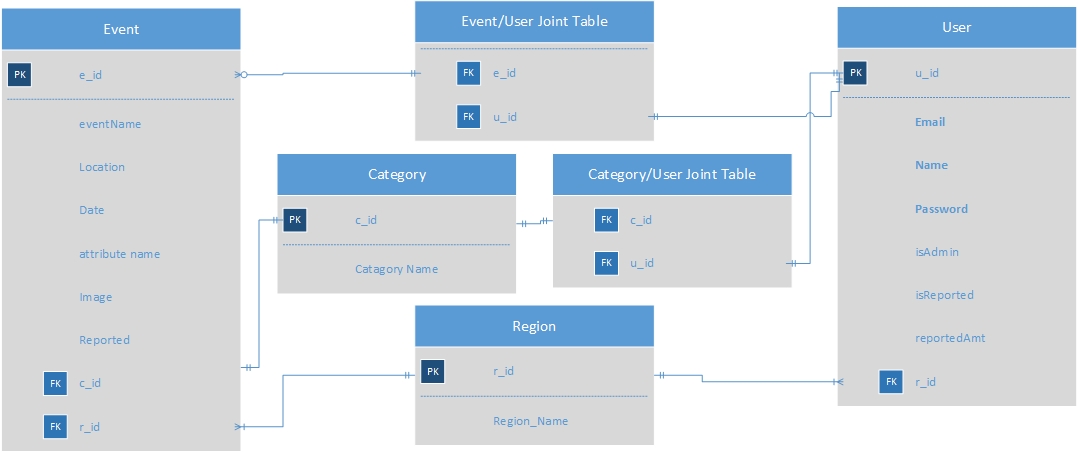 Event
PK e_id
eventName
Location
Date
attribute name
Image
Reported
FK c_id
FK r_id
Event/User Joint Table
FK e_id
FK u_id
Category
PK c_id
Catagory Name
Category/User Joint Table
FK c_id
FK u_id
Region
PK r_id
Region_Name
User
PK u_id
Email
Name
Password
isAdmin
isReported
reportedAmt
FK r_id